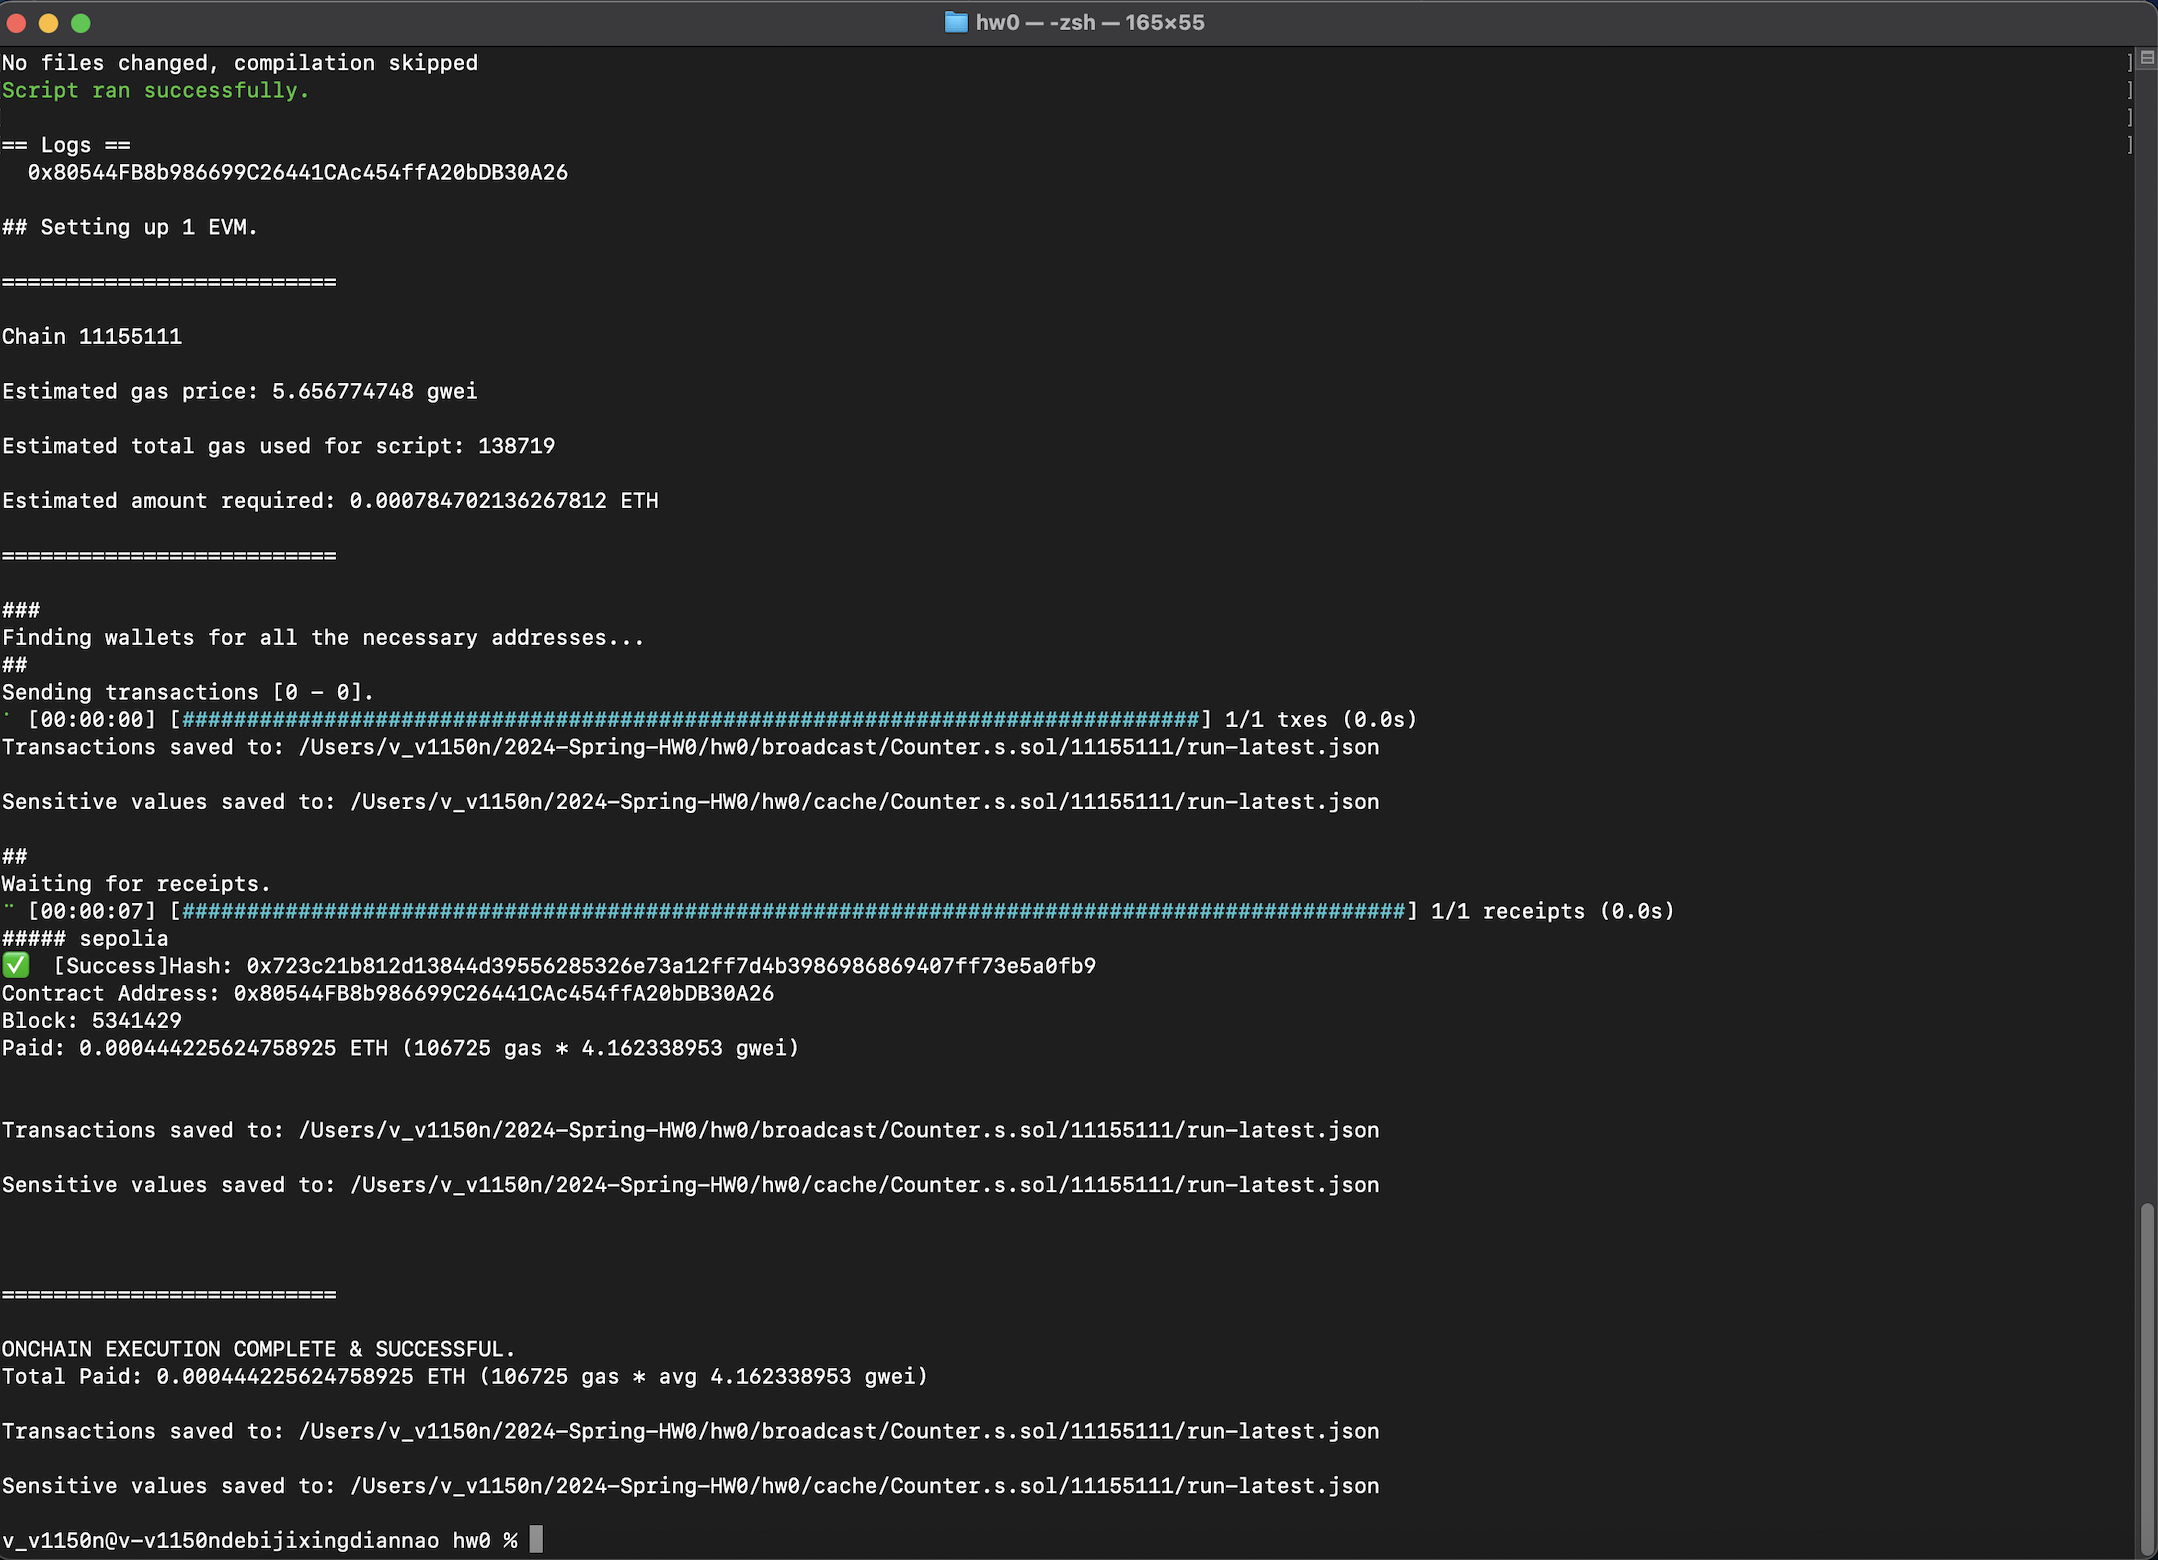 hw0 — -zsh — 165×55
No files changed, compilation skipped
Script ran successfully.
== Logs ==
0x80544FB8b986699C26441CAc454ffA20bDB30A26
## Setting up 1 EVM.
==========================
Chain 11155111
Estimated gas price: 5.656774748 gwei
Estimated total gas used for script: 138719
Estimated amount required: 0.000784702136267812 ETH
==========================
###
Finding wallets for all the necessary addresses...
##
Sending transactions [0 - 0].
⠁ [00:00:00] [###############################################################################] 1/1 txes (0.0s)
Transactions saved to: /Users/v_v1150n/2024-Spring-HW0/hw0/broadcast/Counter.s.sol/11155111/run-latest.json
Sensitive values saved to: /Users/v_v1150n/2024-Spring-HW0/hw0/cache/Counter.s.sol/11155111/run-latest.json
##
Waiting for receipts.
⠉ [00:00:07] [###############################################################################################] 1/1 receipts (0.0s)
##### sepolia
✅  [Success]Hash: 0x723c21b812d13844d39556285326e73a12ff7d4b3986986869407ff73e5a0fb9
Contract Address: 0x80544FB8b986699C26441CAc454ffA20bDB30A26
Block: 5341429
Paid: 0.000444225624758925 ETH (106725 gas * 4.162338953 gwei)
Transactions saved to: /Users/v_v1150n/2024-Spring-HW0/hw0/broadcast/Counter.s.sol/11155111/run-latest.json
Sensitive values saved to: /Users/v_v1150n/2024-Spring-HW0/hw0/cache/Counter.s.sol/11155111/run-latest.json
==========================
ONCHAIN EXECUTION COMPLETE & SUCCESSFUL.
Total Paid: 0.000444225624758925 ETH (106725 gas * avg 4.162338953 gwei)
Transactions saved to: /Users/v_v1150n/2024-Spring-HW0/hw0/broadcast/Counter.s.sol/11155111/run-latest.json
Sensitive values saved to: /Users/v_v1150n/2024-Spring-HW0/hw0/cache/Counter.s.sol/11155111/run-latest.json
v_v1150n@v-v1150ndebijixingdiannao hw0 %